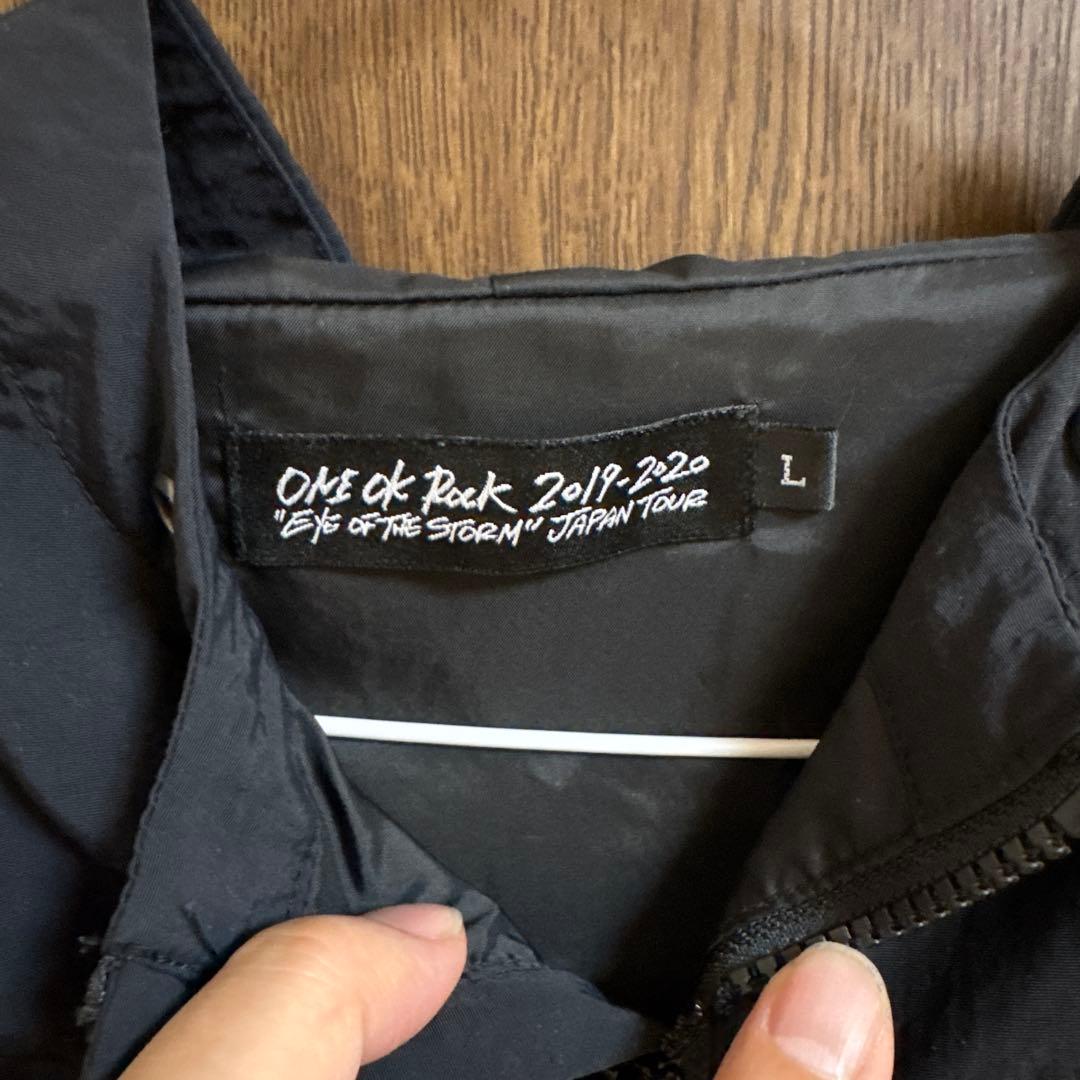 ONE OK ROCK 2019-2020
"EYE OF THE STORM" JAPAN TOUR
L